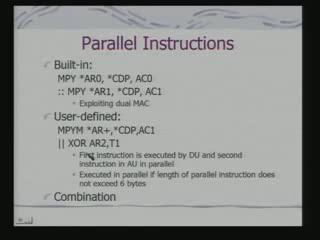 Parallel Instructions
Built-in:
MPY *AR0, *CDP, AC0
:: MPY *AR1, *CDP, AC1
Exploiting dual MAC
User-defined:
MPYM *AR+,*CDP,AC1
|| XOR AR2,T1
First instruction is executed by DU and second
instruction in AU in parallel
Executed in parallel if length of parallel instruction does
not exceed 6 bytes
Combination